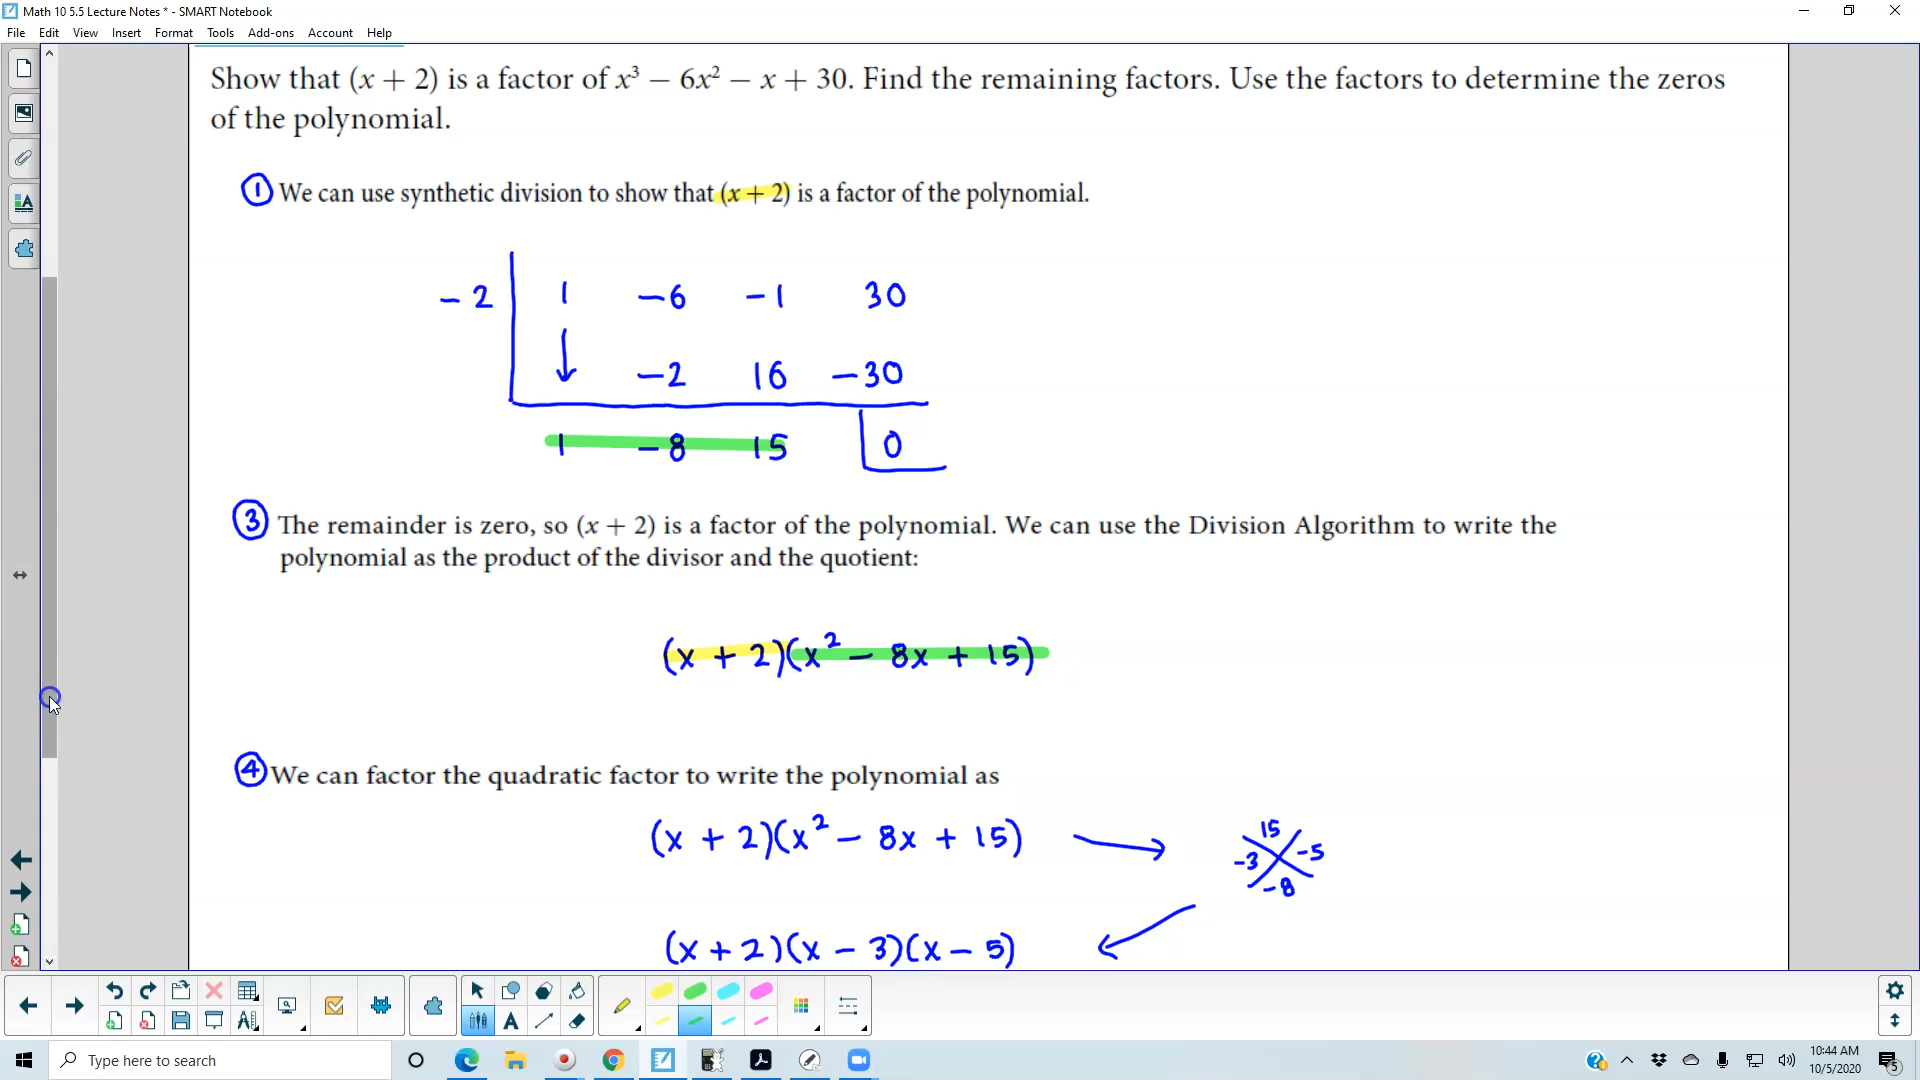 Math 10 5.5 Lecture Notes * - SMART Notebook
File Edit View Insert Format Tools Add-ons Account Help
Show that (x + 2) is a factor of x³ − 6x² − x + 30. Find the remaining factors. Use the factors to determine the zeros
of the polynomial.
① We can use synthetic division to show that (x + 2) is a factor of the polynomial.
−2 | 1 −6 −1 30
↓ −2 16 −30
1 −8 15 0
③ The remainder is zero, so (x + 2) is a factor of the polynomial. We can use the Division Algorithm to write the
polynomial as the product of the divisor and the quotient:
(x + 2)(x² − 8x + 15)
④ We can factor the quadratic factor to write the polynomial as
(x + 2)(x² − 8x + 15)
15
−3 −5
−8
(x + 2)(x − 3)(x − 5)
Type here to search
10:44 AM
10/5/2020
5